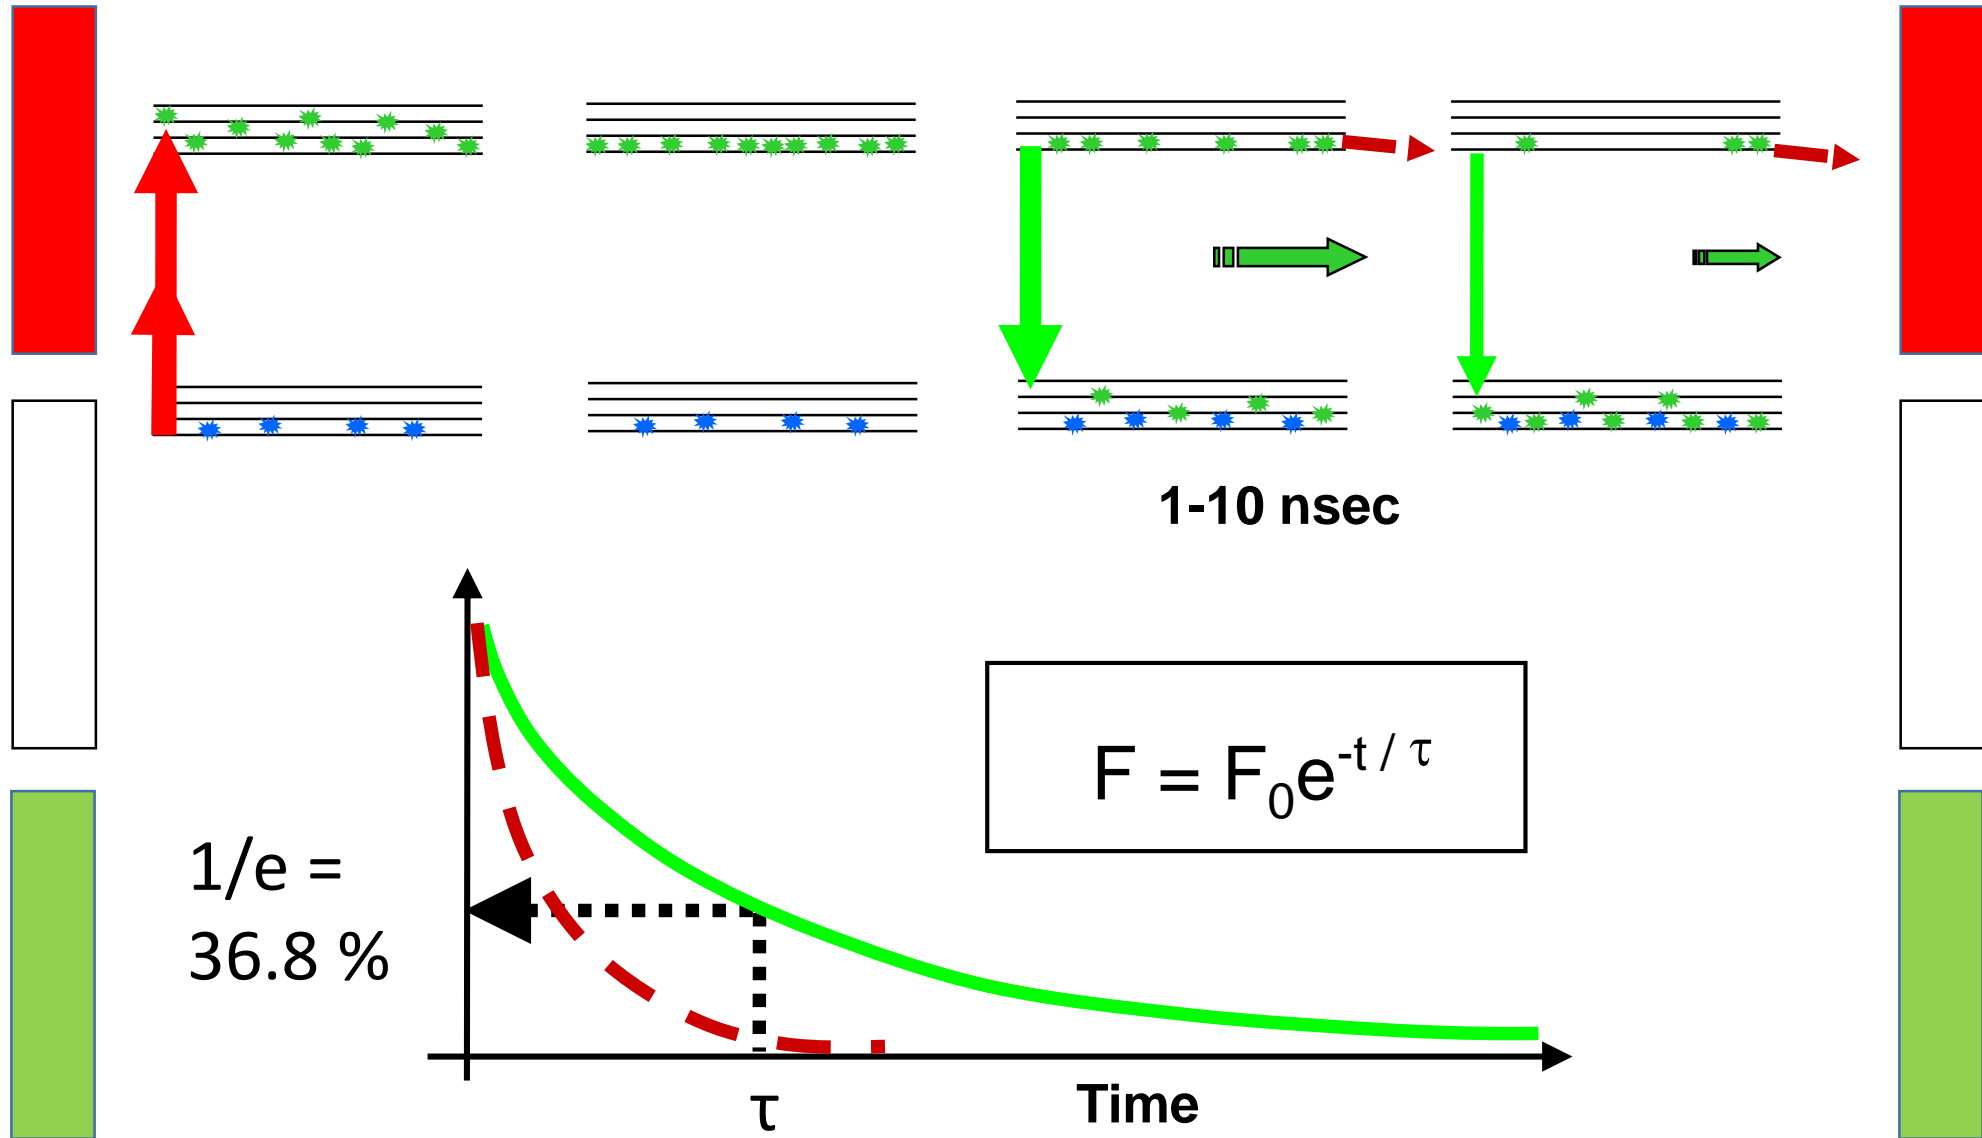 1-10 nsec
F = F₀e⁻ᵗ ᐟ τ
1/e =
36.8 %
τ
Time